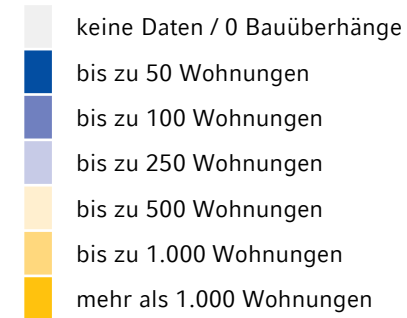 keine Daten / 0 Bauüberhänge
bis zu 50 Wohnungen
bis zu 100 Wohnungen
bis zu 250 Wohnungen
bis zu 500 Wohnungen
bis zu 1.000 Wohnungen
mehr als 1.000 Wohnungen